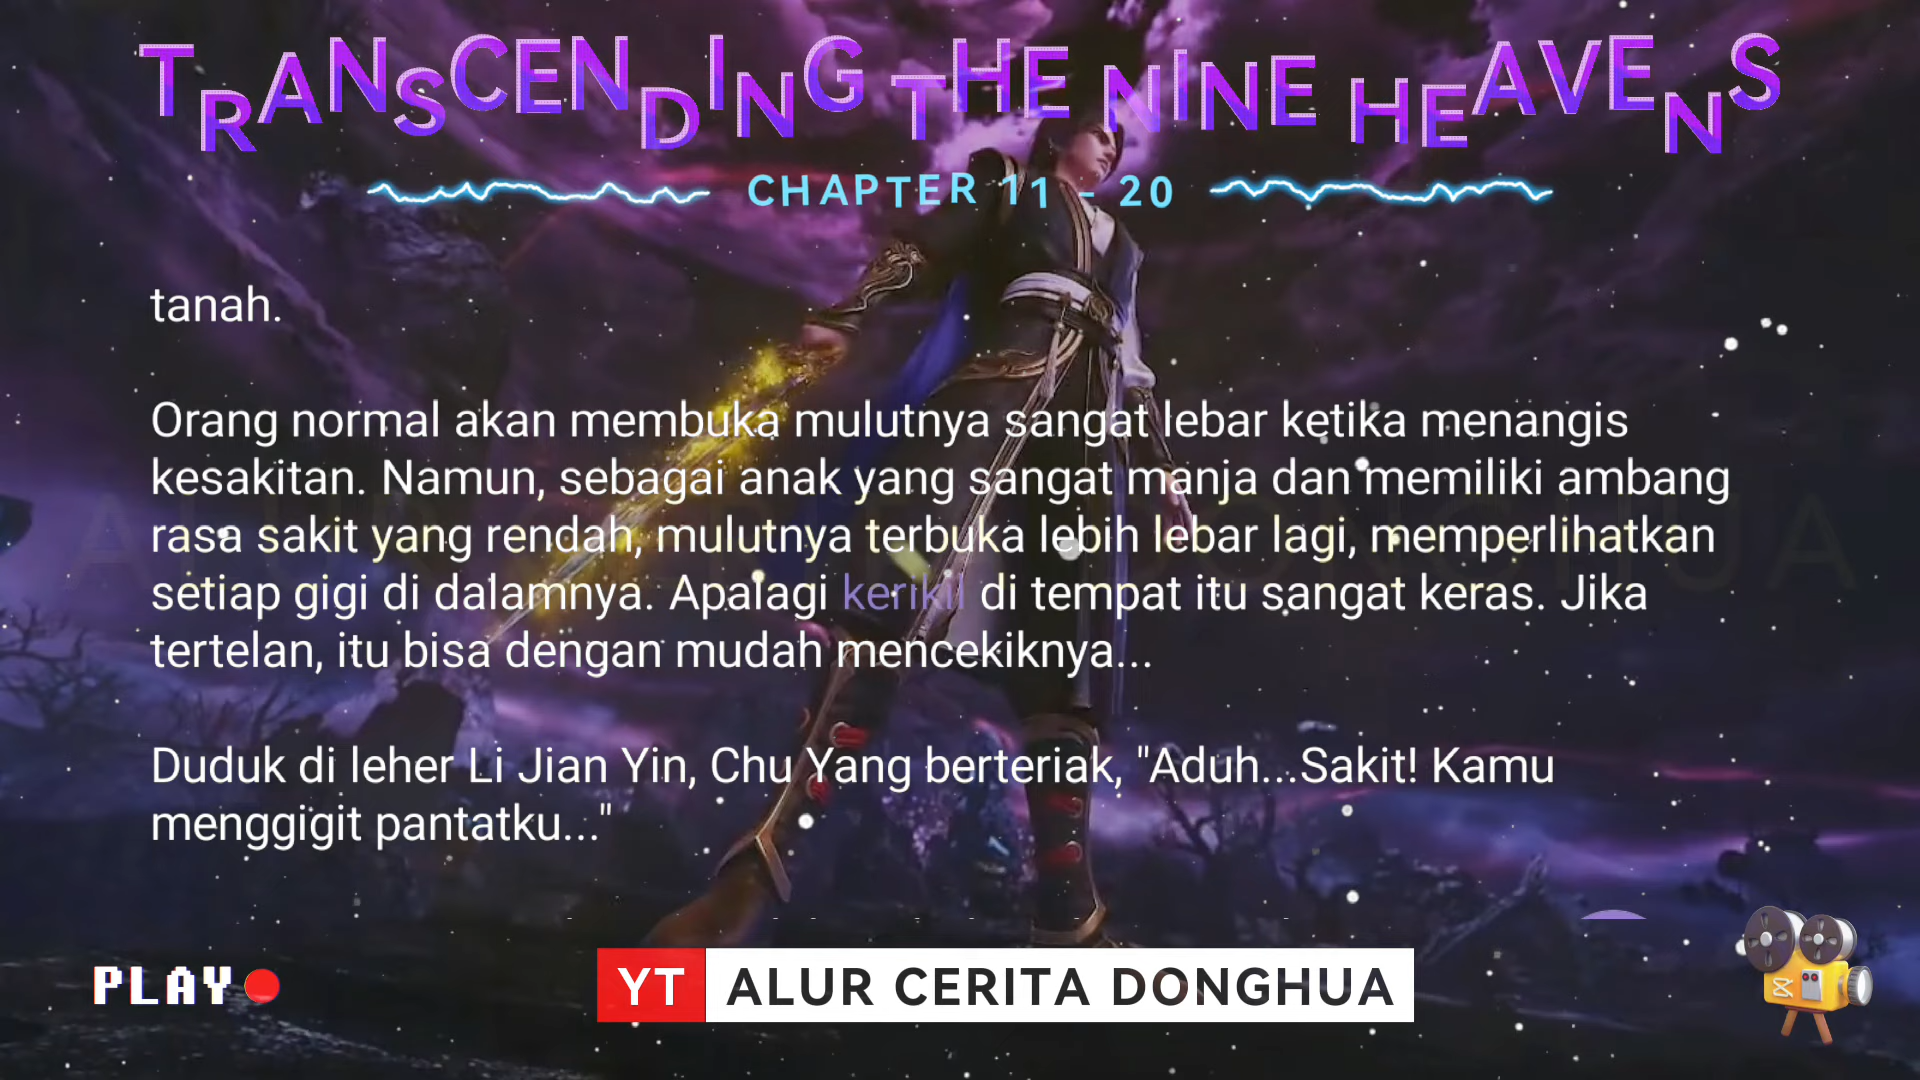 TRANSCENDING THE NINE HEAVENS
CHAPTER 11 - 20
tanah.
Orang normal akan membuka mulutnya sangat lebar ketika menangis
kesakitan. Namun, sebagai anak yang sangat manja dan memiliki ambang
rasa sakit yang rendah, mulutnya terbuka lebih lebar lagi, memperlihatkan
setiap gigi di dalamnya. Apalagi kerikil di tempat itu sangat keras. Jika
tertelan, itu bisa dengan mudah mencekiknya...
Duduk di leher Li Jian Yin, Chu Yang berteriak, "Aduh...Sakit! Kamu
menggigit pantatku..."
PLAY
YT ALUR CERITA DONGHUA